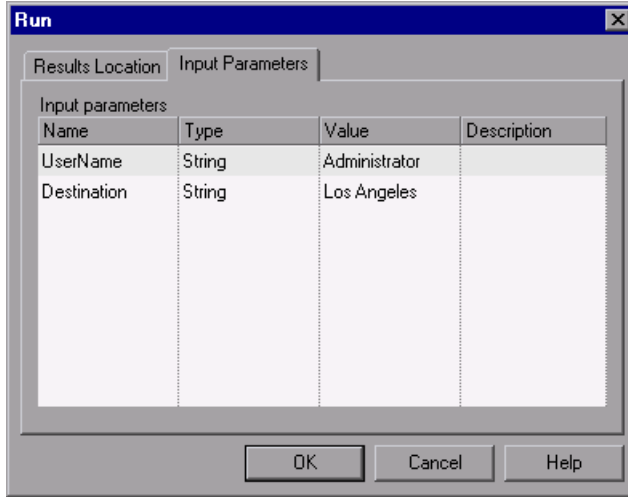 Run
Results Location Input Parameters
Input parameters
Name Type Value Description
UserName String Administrator
Destination String Los Angeles
OK Cancel Help